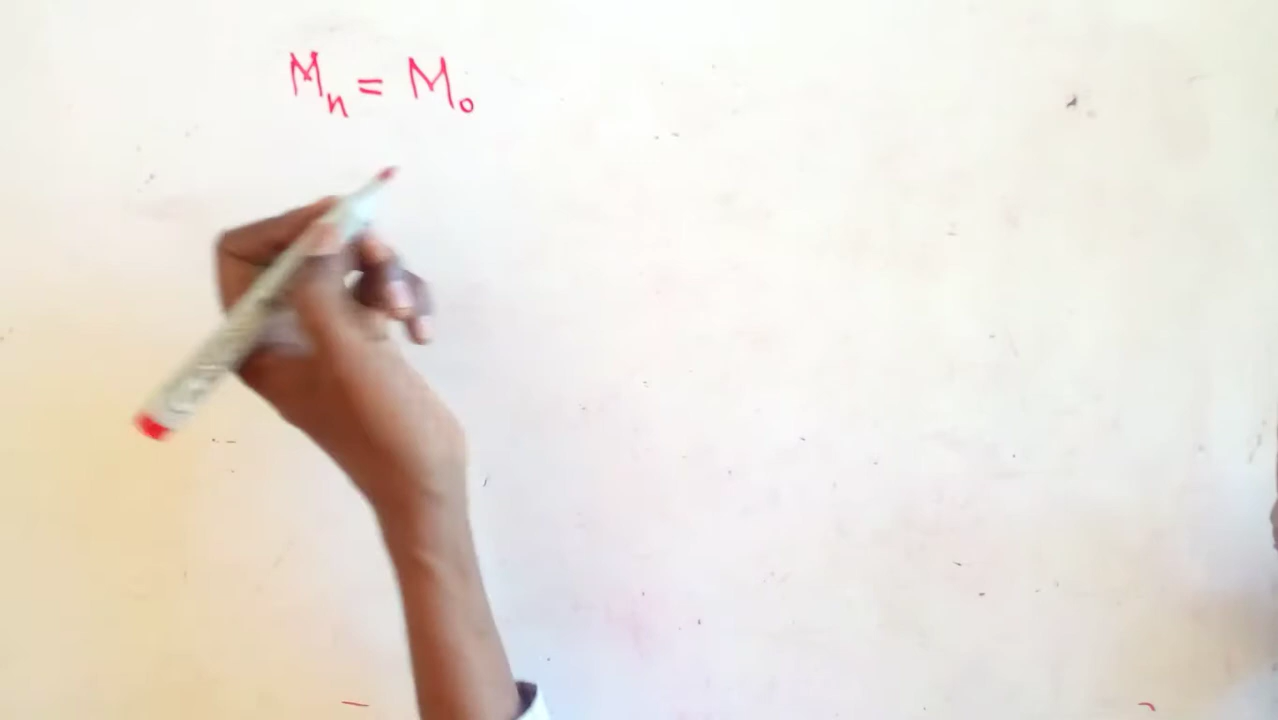 Mₙ = M₀